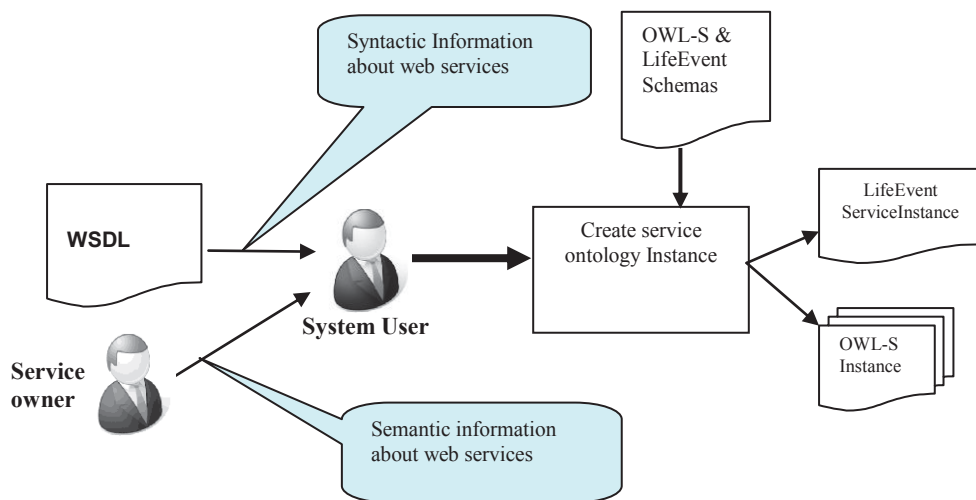 Syntactic Information
about web services
OWL-S &
LifeEvent
Schemas
WSDL
System User
Create service
ontology Instance
LifeEvent
ServiceInstance
OWL-S
Instance
Service
owner
Semantic information
about web services